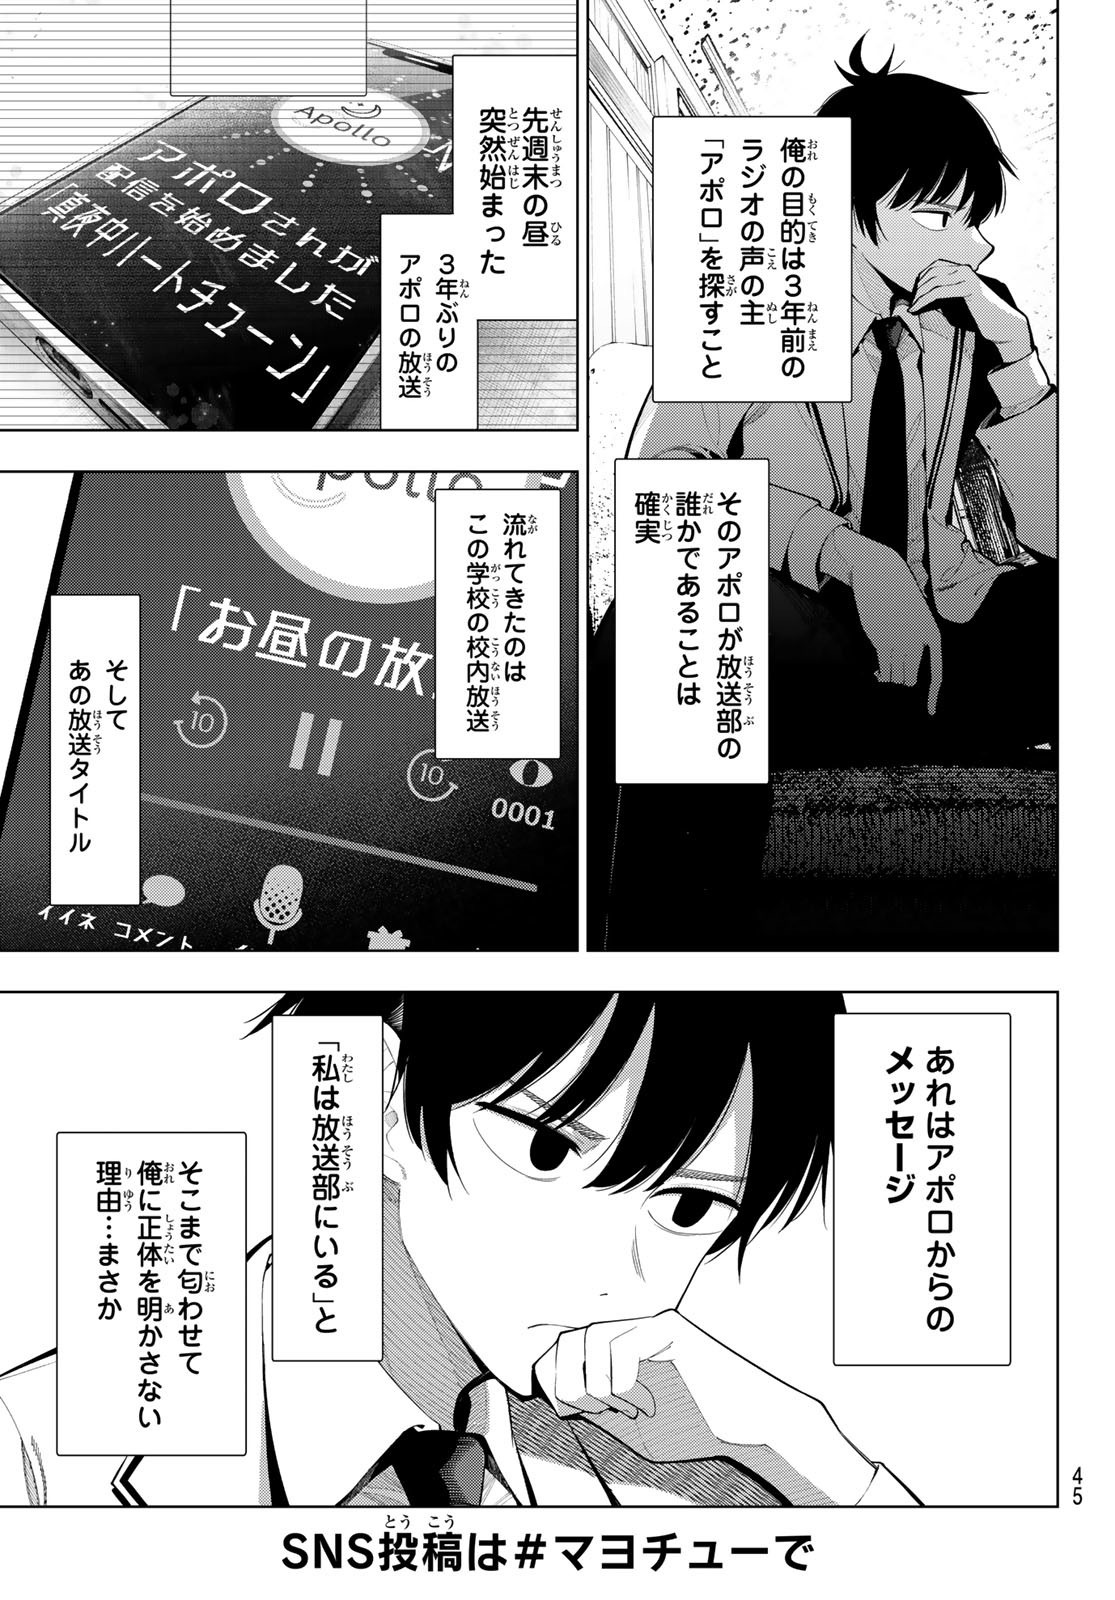 俺の目的は3年前の
ラジオの声の主
「アポロ」を探すこと
そのアポロが放送部の
誰かであることは
確実
先週末の昼
突然始まった
3年ぶりの
アポロの放送
Apollo
アポロさんが
配信を始めました
「真夜中ハートチューン」
流れてきたのは
この学校の校内放送
Apollo
「お昼の放
10
10
0001
イイネ コメント
そして
あの放送タイトル
あれはアポロからの
メッセージ
「私は放送部にいる」と
そこまで匂わせて
俺に正体を明かさない
理由…まさか
45
SNS投稿は#マヨチューで